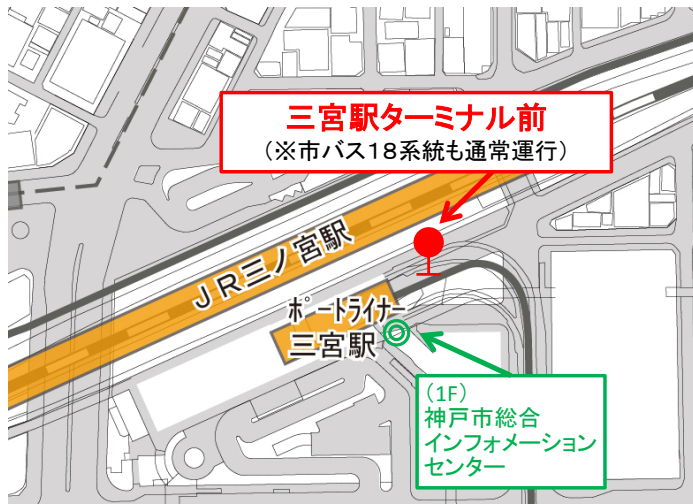 三宮駅ターミナル前
（※市バス18系統も通常運行）
ＪＲ三ノ宮駅
ポートライナー
三宮駅
（1F）
神戸市総合
インフォメーション
センター